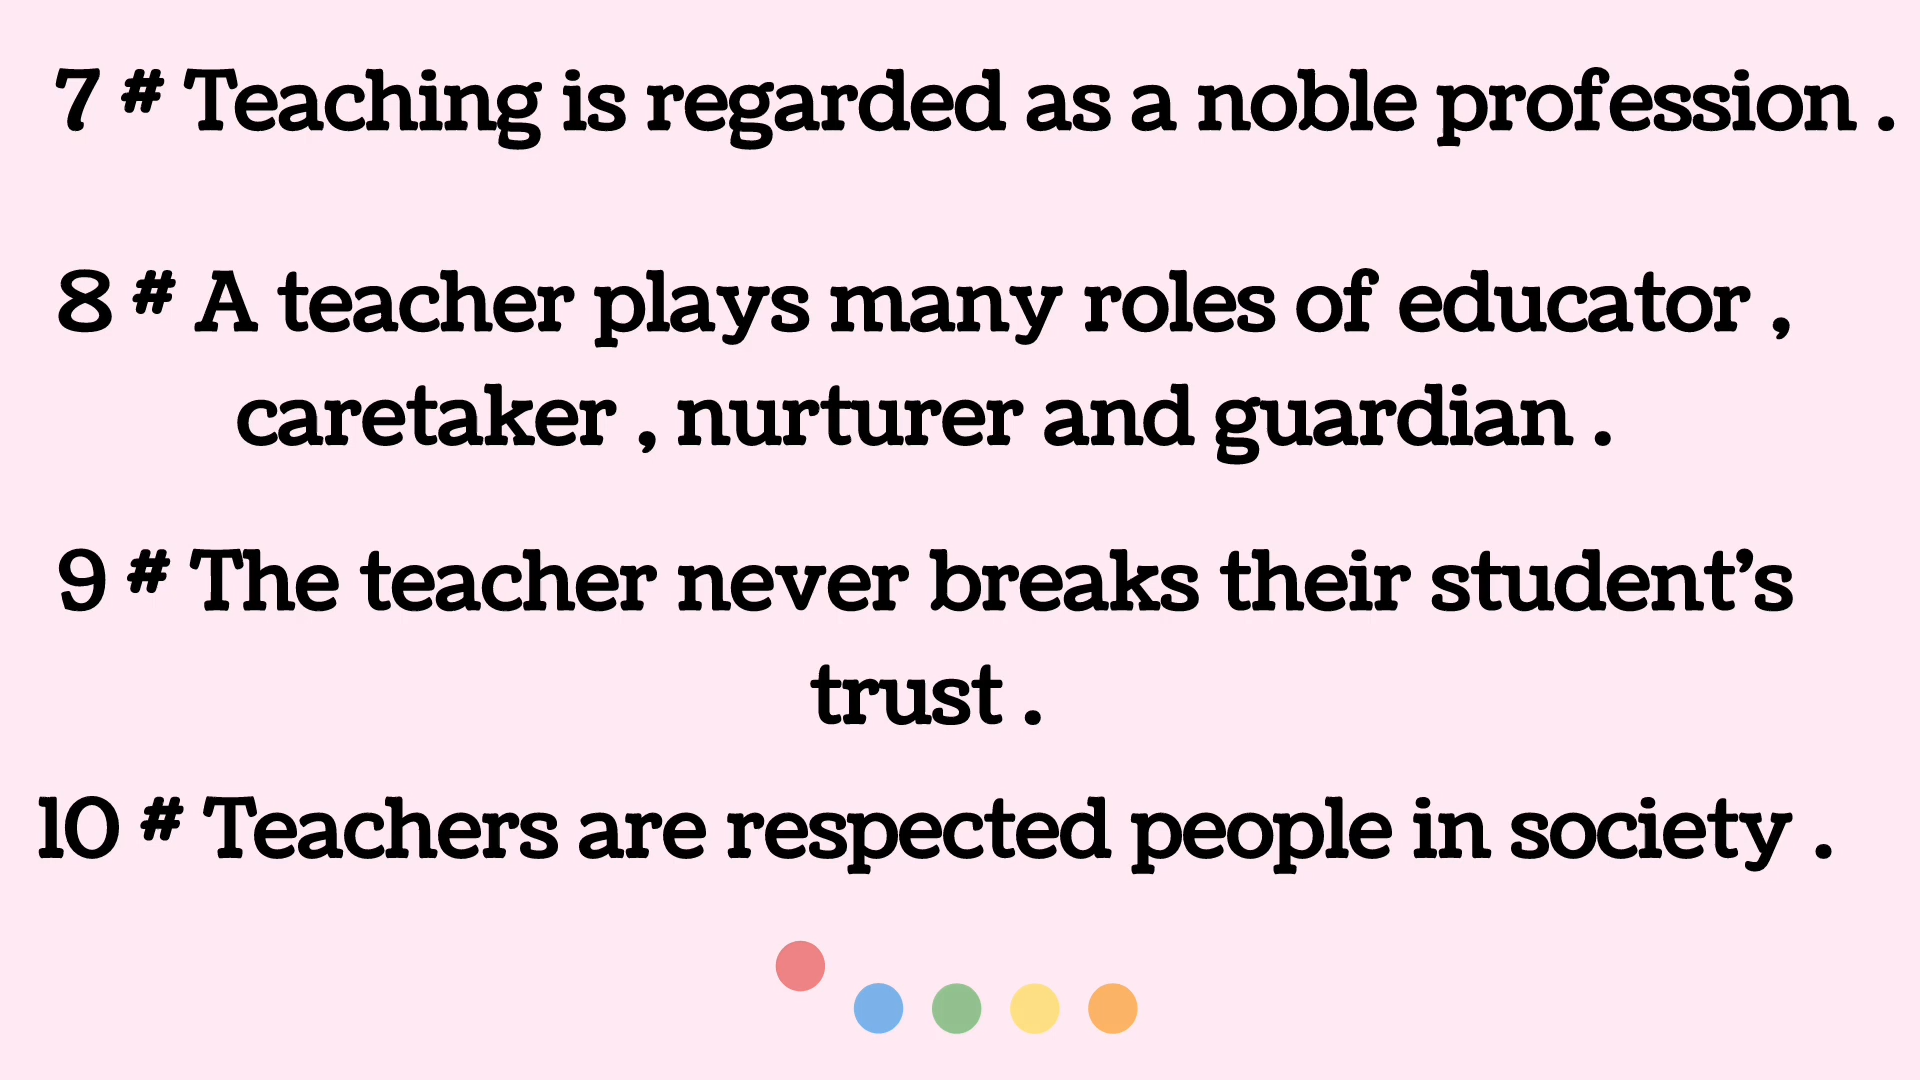 7 # Teaching is regarded as a noble profession .
8 # A teacher plays many roles of educator ,
caretaker , nurturer and guardian .
9 # The teacher never breaks their student’s
trust .
10 # Teachers are respected people in society .